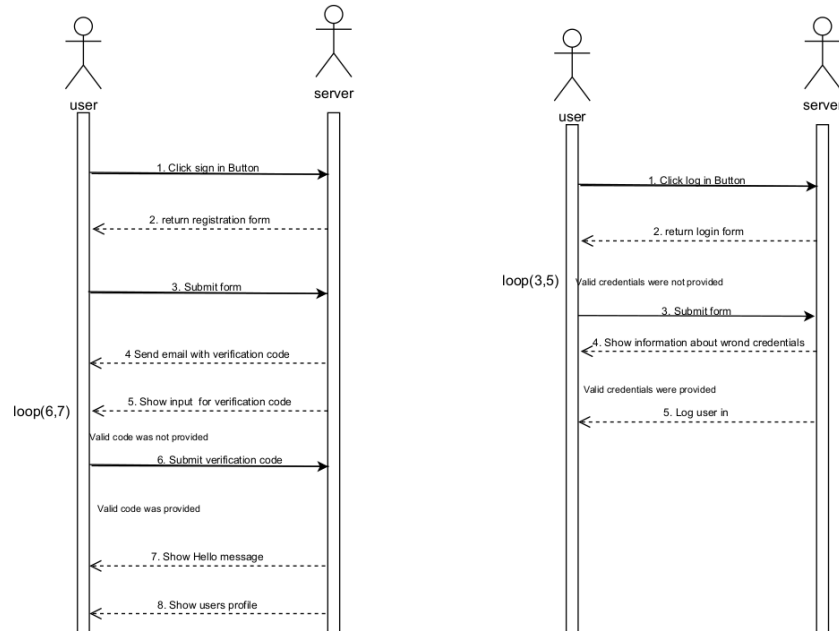 user
server
1. Click sign in Button
2. return registration form
3. Submit form
4 Send email with verification code
5. Show input for verification code
loop(6,7)
Valid code was not provided
6. Submit verification code
Valid code was provided
7. Show Hello message
8. Show users profile
user
server
1. Click log in Button
2. return login form
loop(3,5)
Valid credentials were not provided
3. Submit form
4. Show information about wrond credentials
Valid credentials were provided
5. Log user in